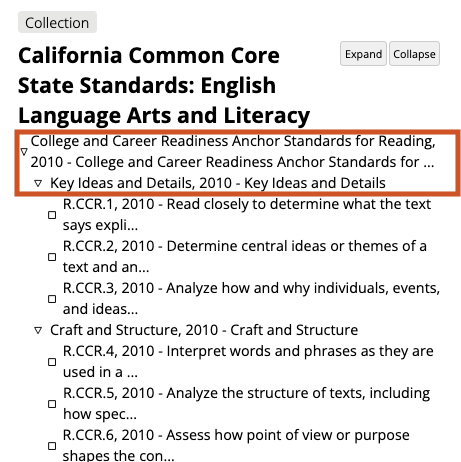 Collection
California Common Core
State Standards: English
Language Arts and Literacy
Expand
Collapse
College and Career Readiness Anchor Standards for Reading,
2010 - College and Career Readiness Anchor Standards for ...
Key Ideas and Details, 2010 - Key Ideas and Details
R.CCR.1, 2010 - Read closely to determine what the text
says expli...
R.CCR.2, 2010 - Determine central ideas or themes of a
text and an...
R.CCR.3, 2010 - Analyze how and why individuals, events,
and ideas...
Craft and Structure, 2010 - Craft and Structure
R.CCR.4, 2010 - Interpret words and phrases as they are
used in a ...
R.CCR.5, 2010 - Analyze the structure of texts, including
how spec...
R.CCR.6, 2010 - Assess how point of view or purpose
shapes the con...